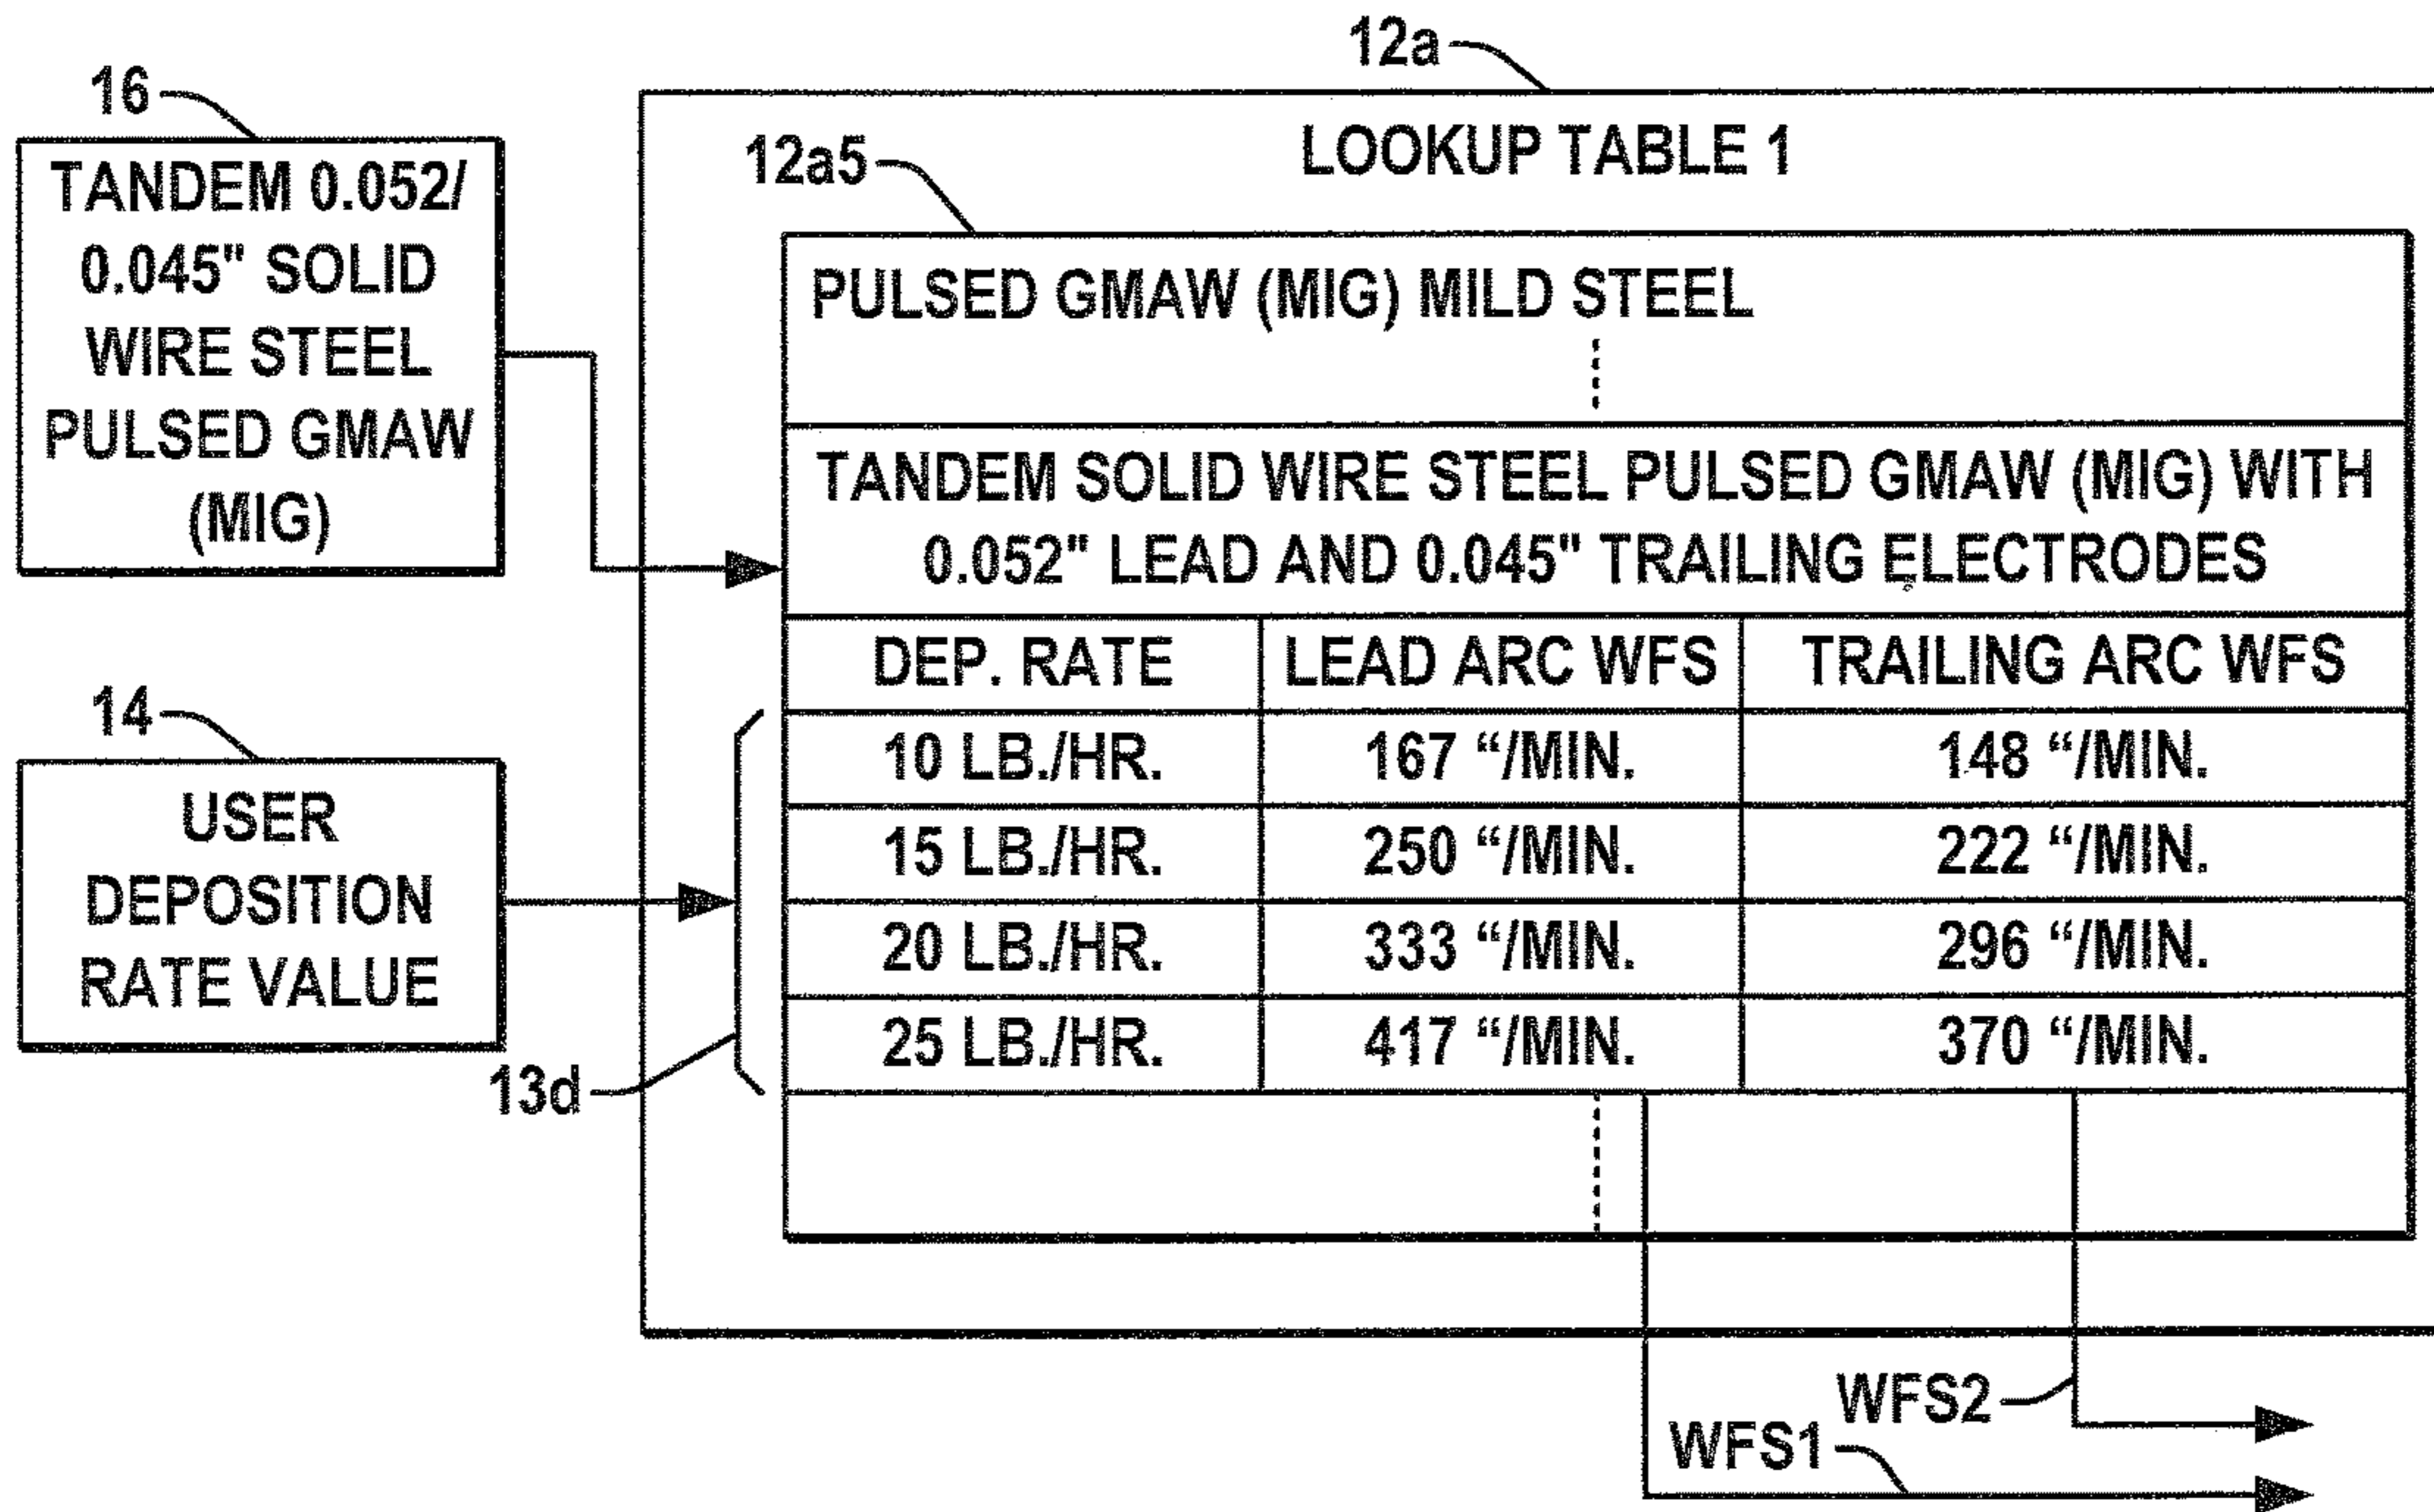 12a
16
TANDEM 0.052/
0.045" SOLID
WIRE STEEL
PULSED GMAW
(MIG)
LOOKUP TABLE 1
12a5
PULSED GMAW (MIG) MILD STEEL
TANDEM SOLID WIRE STEEL PULSED GMAW (MIG) WITH
0.052" LEAD AND 0.045" TRAILING ELECTRODES
DEP. RATE LEAD ARC WFS TRAILING ARC WFS
10 LB./HR. 167 “/MIN. 148 “/MIN.
15 LB./HR. 250 “/MIN. 222 “/MIN.
20 LB./HR. 333 “/MIN. 296 “/MIN.
25 LB./HR. 417 “/MIN. 370 “/MIN.
14
USER
DEPOSITION
RATE VALUE
13d
WFS2
WFS1